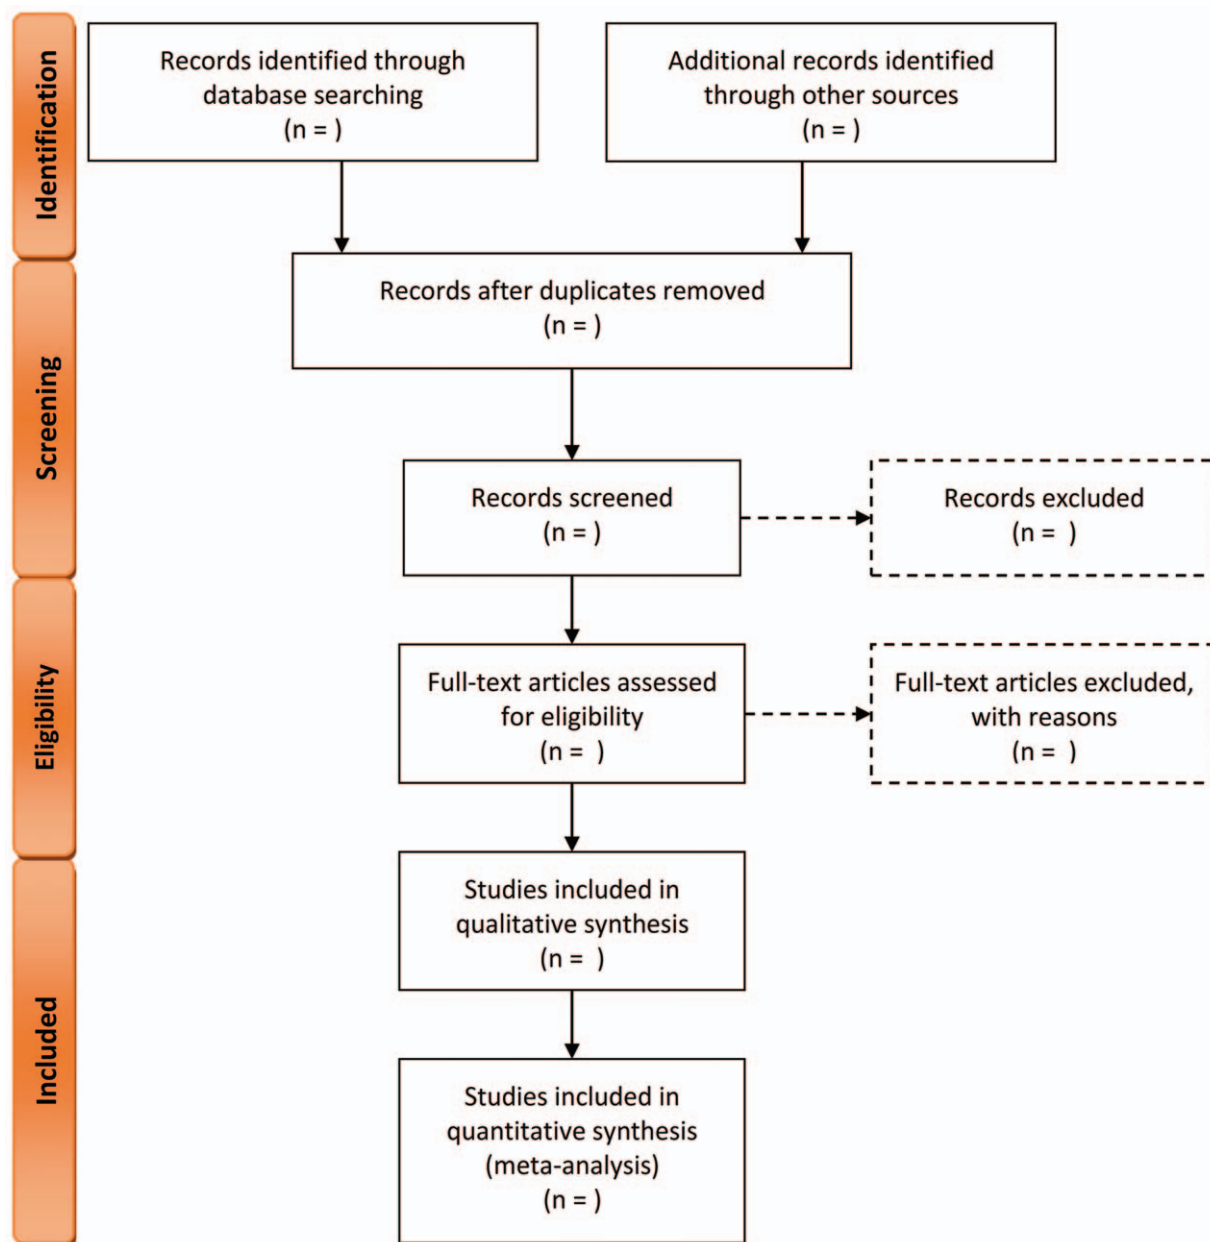 Identification
Records identified through
database searching
(n = )
Additional records identified
through other sources
(n = )
Screening
Records after duplicates removed
(n = )
Records screened
(n = )
Records excluded
(n =  )
Eligibility
Full-text articles assessed
for eligibility
(n =  )
Full-text articles excluded,
with reasons
(n =  )
Included
Studies included in
qualitative synthesis
(n =  )
Studies included in
quantitative synthesis
(meta-analysis)
(n = )